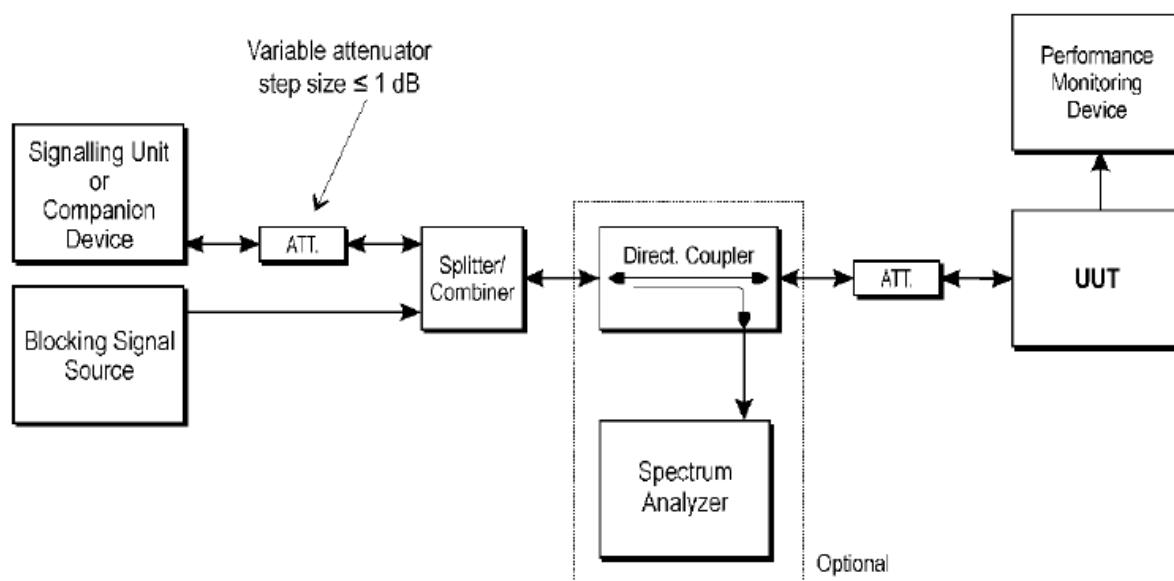 Variable attenuator
step size ≤ 1 dB
Signalling Unit
or
Companion
Device
ATT.
Splitter/
Combiner
Blocking Signal
Source
Direct. Coupler
Spectrum
Analyzer
Optional
ATT.
UUT
Performance
Monitoring
Device